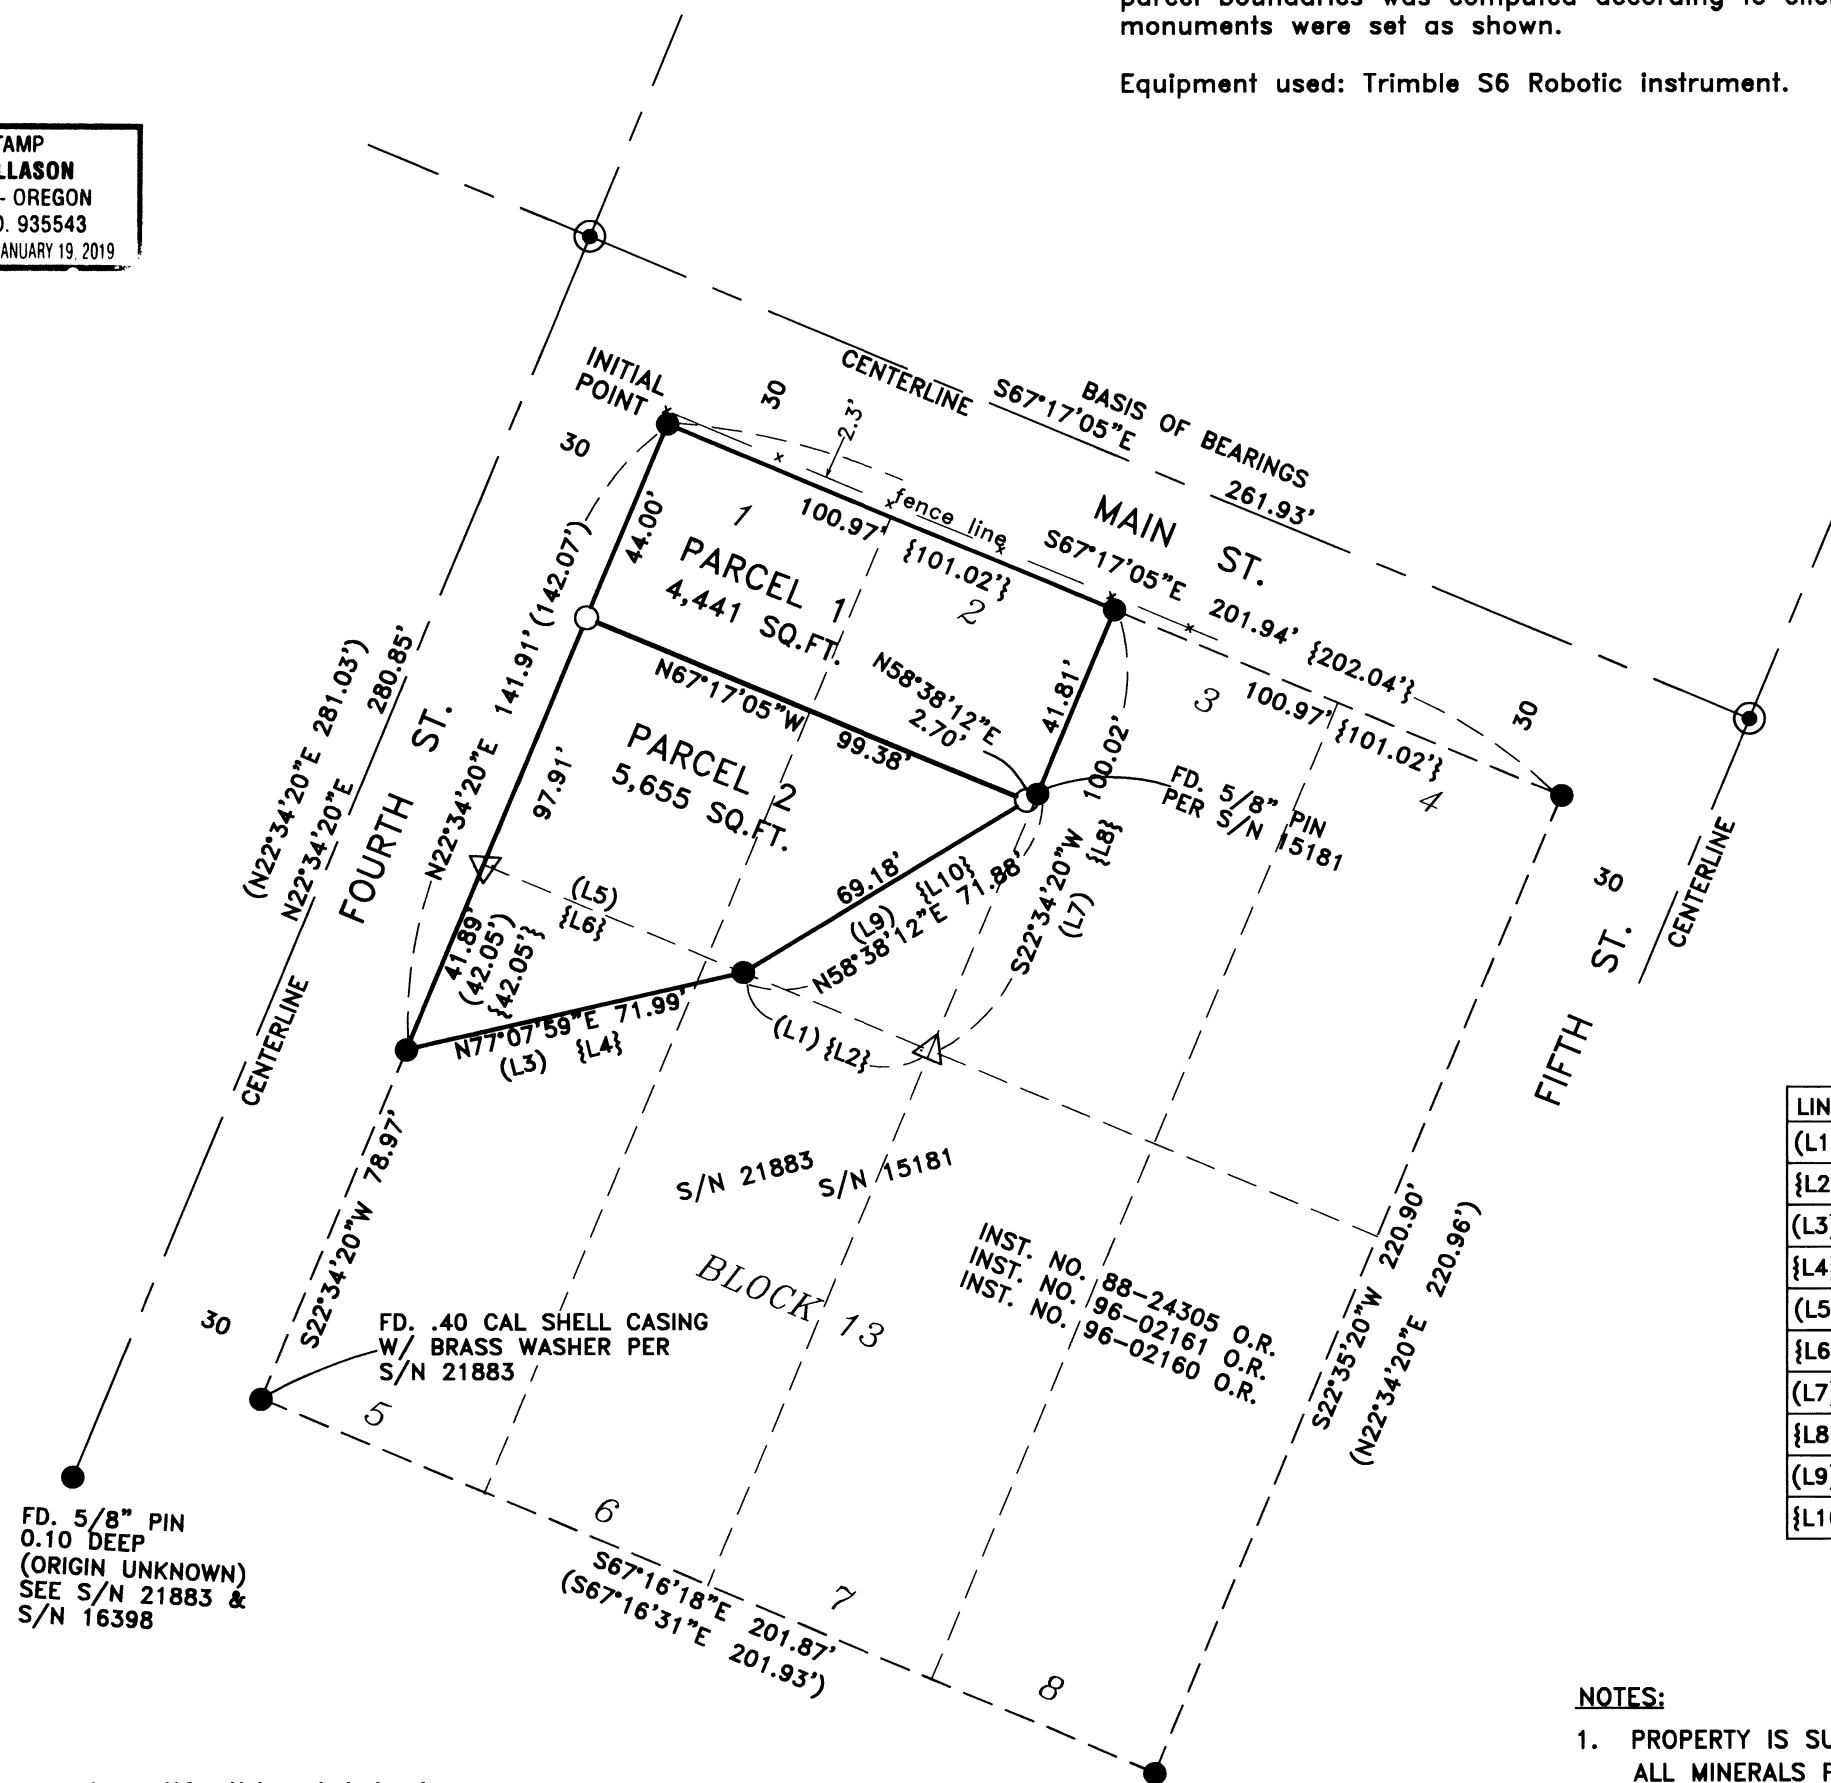 monuments were set as shown.
Equipment used: Trimble S6 Robotic instrument.
- OREGON
935543
ANUARY 19, 2019
INITIAL
POINT
30
30
CENTERLINE
2.3'
BASIS OF BEARINGS
S67°17'05"E
261.93'
MAIN ST.
fence line
S67°17'05"E 201.94' {202.04'}
100.97'
{101.02'}
44.00'
1
PARCEL 1
4,441 SQ.FT.
2
(142.07')
N22°34'20"E 141.91'
N67°17'05"W
99.38'
N58°38'12"E
2.70'
41.81'
3
100.97' {101.02'}
30
100.02'
FD. 5/8" PIN
PER S/N 15181
4
(N22°34'20"E 281.03')
N22°34'20"E 280.85'
FOURTH ST.
CENTERLINE
97.91'
PARCEL 2
5,655 SQ.FT.
69.18'
(L9) {L10}
N58°38'12"E 71.88'
S22°34'20"W
(L7) {L8}
30
CENTERLINE
FIFTH ST.
(L5)
{L6}
41.89'
(42.05')
{42.05'}
N77°07'59"E 71.99'
(L3) {L4}
(L1) {L2}
S22°34'20"W 78.97'
S/N 21883
S/N 15181
BLOCK 13
INST. NO. 88-24305 O.R.
INST. NO. 96-02161 O.R.
INST. NO. 96-02160 O.R.
S22°35'20"W 220.90'
(N22°34'20"E 220.96')
30
FD. .40 CAL SHELL CASING
W/ BRASS WASHER PER
S/N 21883
5
6
7
8
S67°16'18"E 201.87'
(S67°16'31"E 201.93')
FD. 5/8" PIN
0.10 DEEP
(ORIGIN UNKNOWN)
SEE S/N 21883 &
S/N 16398
LIN
(L1
{L2
(L3)
{L4
(L5
{L6
(L7)
{L8
(L9)
{L1
NOTES:
1. PROPERTY IS SU
ALL MINERALS